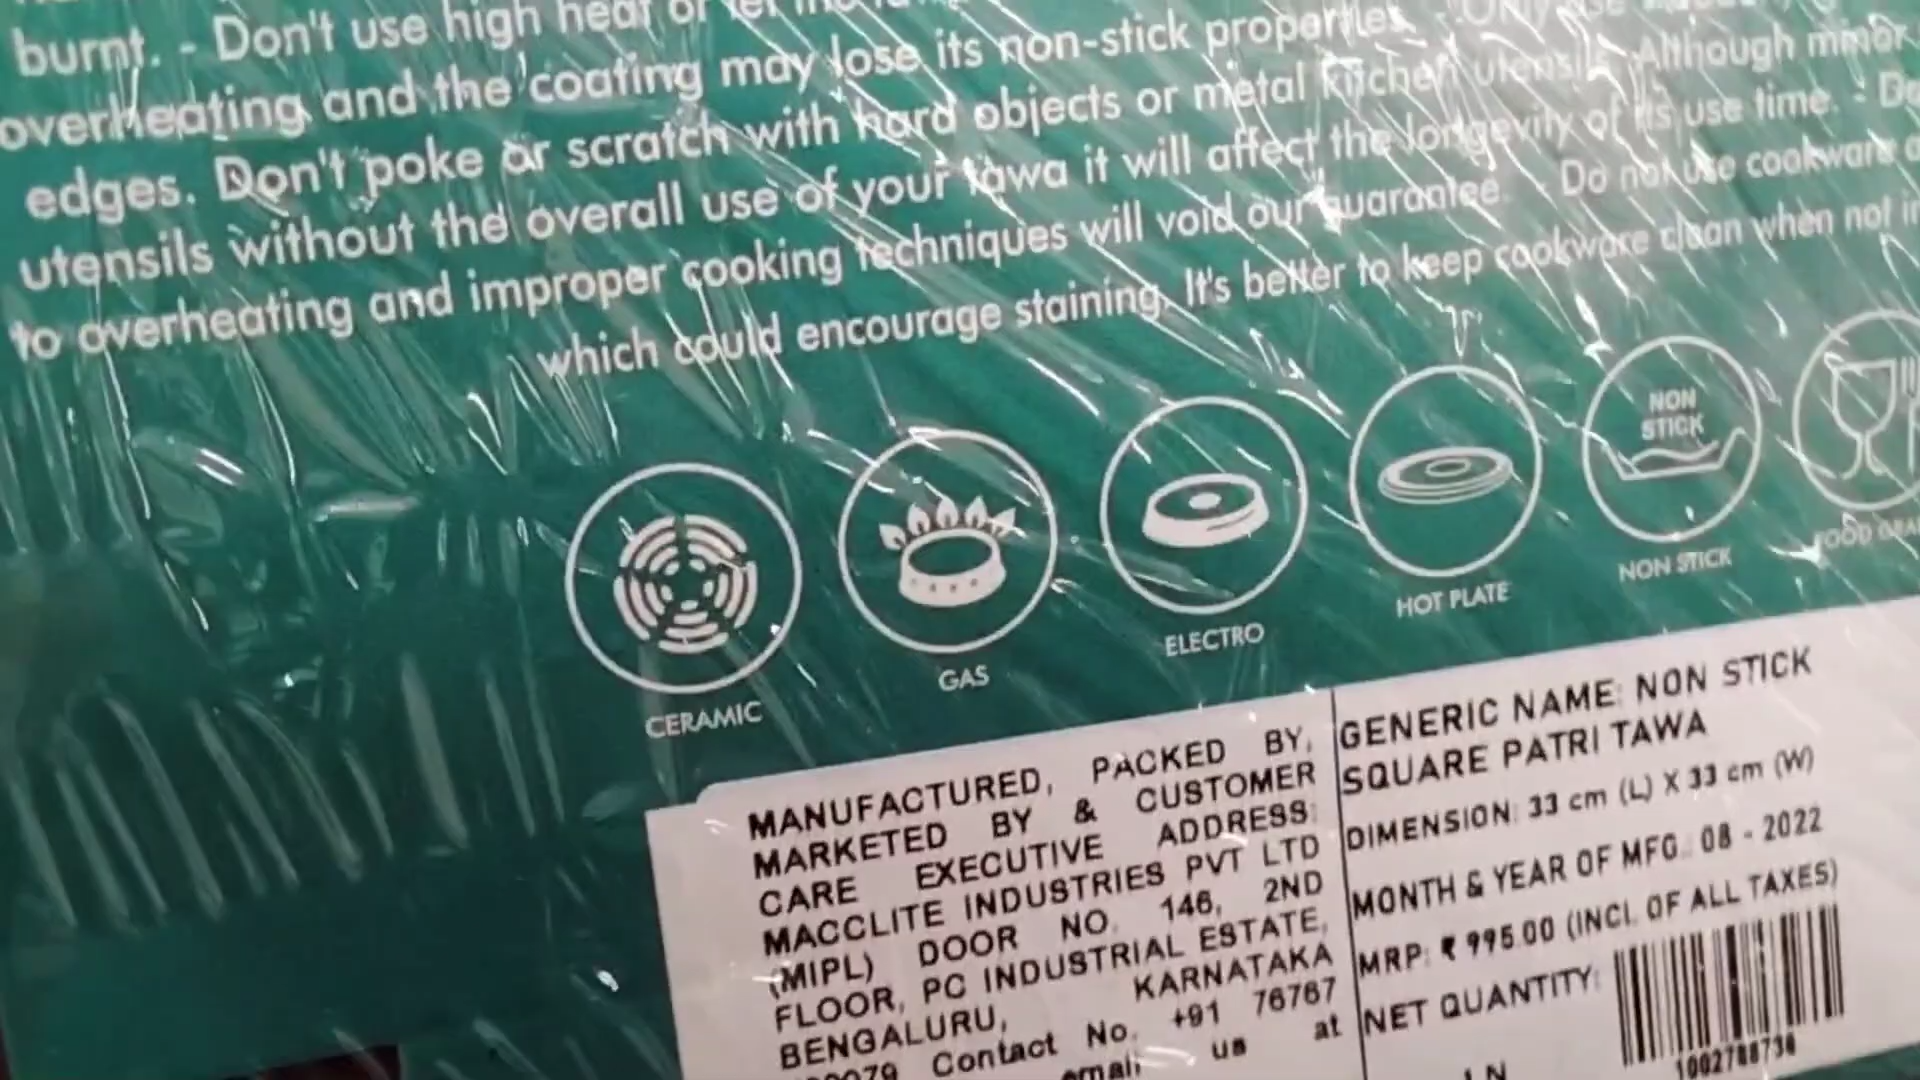 burnt. - Don't use high heat or let the
overheating and the coating may lose its non-stick properties. - Only use
edges. Don't poke or scratch with hard objects or metal kitchen utensils. Although minor
utensils without the overall use of your tawa it will affect the longevity of its use time. - Do
to overheating and improper cooking techniques will void our guarantee. - Do not use cookware
which could encourage staining. It's better to keep cookware clean when not in
NON
STICK
CERAMIC
GAS
ELECTRO
HOT PLATE
NON STICK
FOOD
MANUFACTURED, PACKED BY,
MARKETED BY & CUSTOMER
CARE EXECUTIVE ADDRESS:
MACCLITE INDUSTRIES PVT LTD
(MIPL) DOOR NO. 146, 2ND
FLOOR, PC INDUSTRIAL ESTATE,
BENGALURU, KARNATAKA
Contact No. +91 76767
email us at
GENERIC NAME: NON STICK
SQUARE PATRI TAWA
DIMENSION: 33 cm (L) X 33 cm (W)
MONTH & YEAR OF MFG.: 08 - 2022
MRP: ₹ 995.00 (INCL. OF ALL TAXES)
NET QUANTITY:
1 N
1002788736